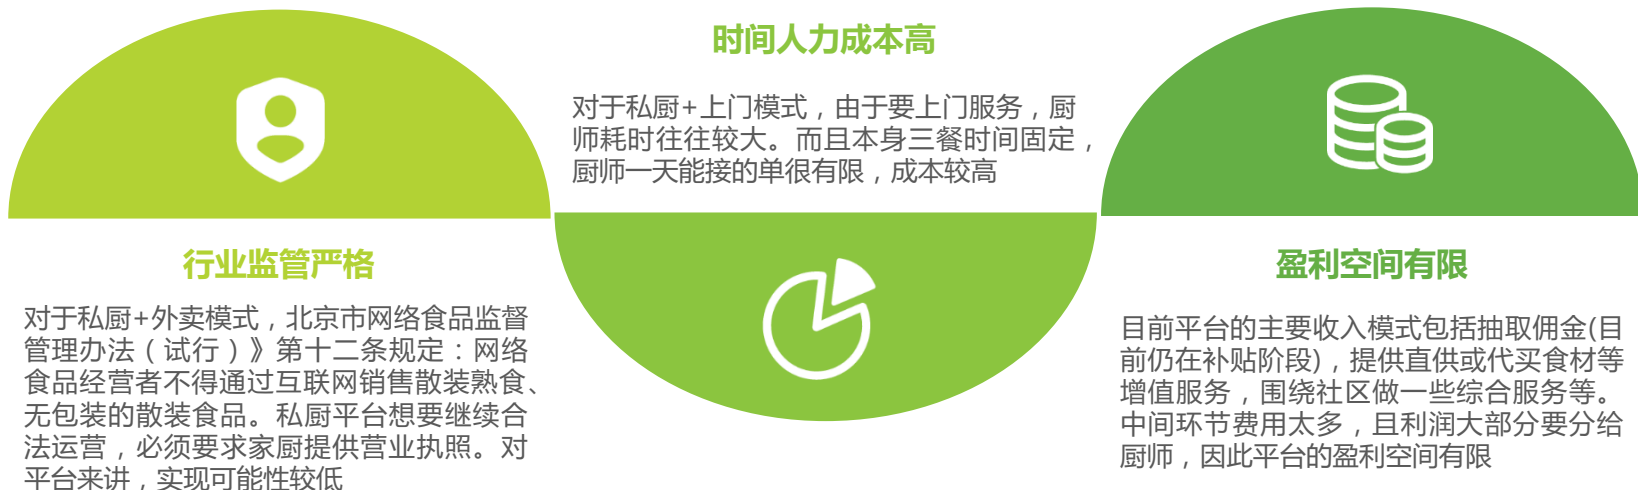 行业监管严格
对于私厨+外卖模式，北京市网络食品监督
管理办法（试行）》第十二条规定：网络
食品经营者不得通过互联网销售散装熟食、
无包装的散装食品。私厨平台想要继续合
法运营，必须要求家厨提供营业执照。对
平台来讲，实现可能性较低
时间人力成本高
对于私厨+上门模式，由于要上门服务，厨
师耗时往往较大。而且本身三餐时间固定，
厨师一天能接的单很有限，成本较高
盈利空间有限
目前平台的主要收入模式包括抽取佣金(目
前仍在补贴阶段)，提供直供或代买食材等
增值服务，围绕社区做一些综合服务等。
中间环节费用太多，且利润大部分要分给
厨师，因此平台的盈利空间有限